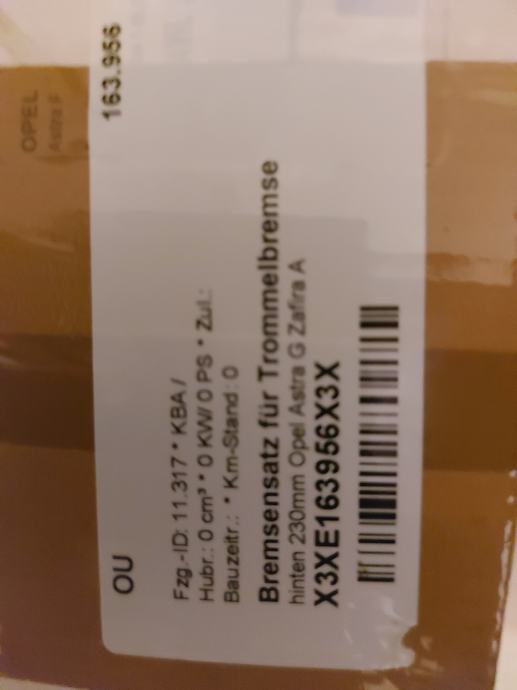 OPEL
Astra F
OU
163.956
Fzg.-ID: 11.317 * KBA /
Hubr.: 0 cm³ * 0 KW/ 0 PS * Zul.:
Bauzeitr.: * Km-Stand: 0
Bremsensatz für Trommelbremse
hinten 230mm Opel Astra G Zafira A
X3XE163956X3X